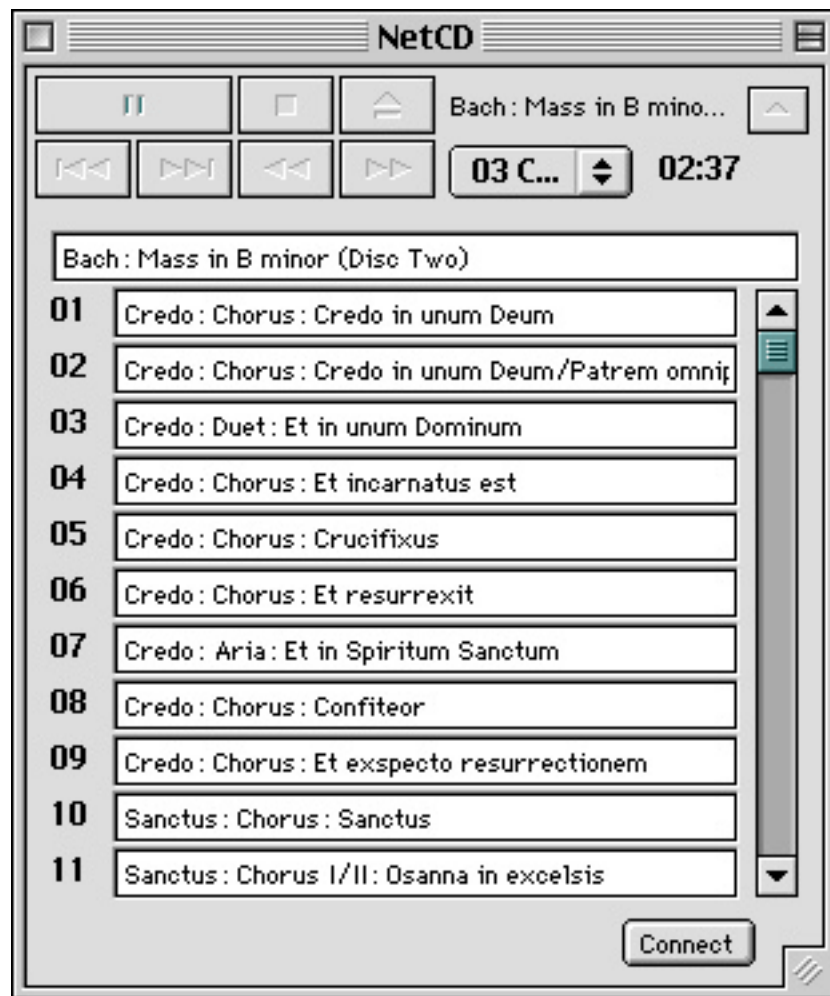 NetCD
Bach: Mass in B mino...
03 C... 02:37
Bach: Mass in B minor (Disc Two)
01 Credo: Chorus: Credo in unum Deum
02 Credo: Chorus: Credo in unum Deum/Patrem omnip
03 Credo: Duet: Et in unum Dominum
04 Credo: Chorus: Et incarnatus est
05 Credo: Chorus: Crucifixus
06 Credo: Chorus: Et resurrexit
07 Credo: Aria: Et in Spiritum Sanctum
08 Credo: Chorus: Confiteor
09 Credo: Chorus: Et exspecto resurrectionem
10 Sanctus: Chorus: Sanctus
11 Sanctus: Chorus I/II: Osanna in excelsis
Connect